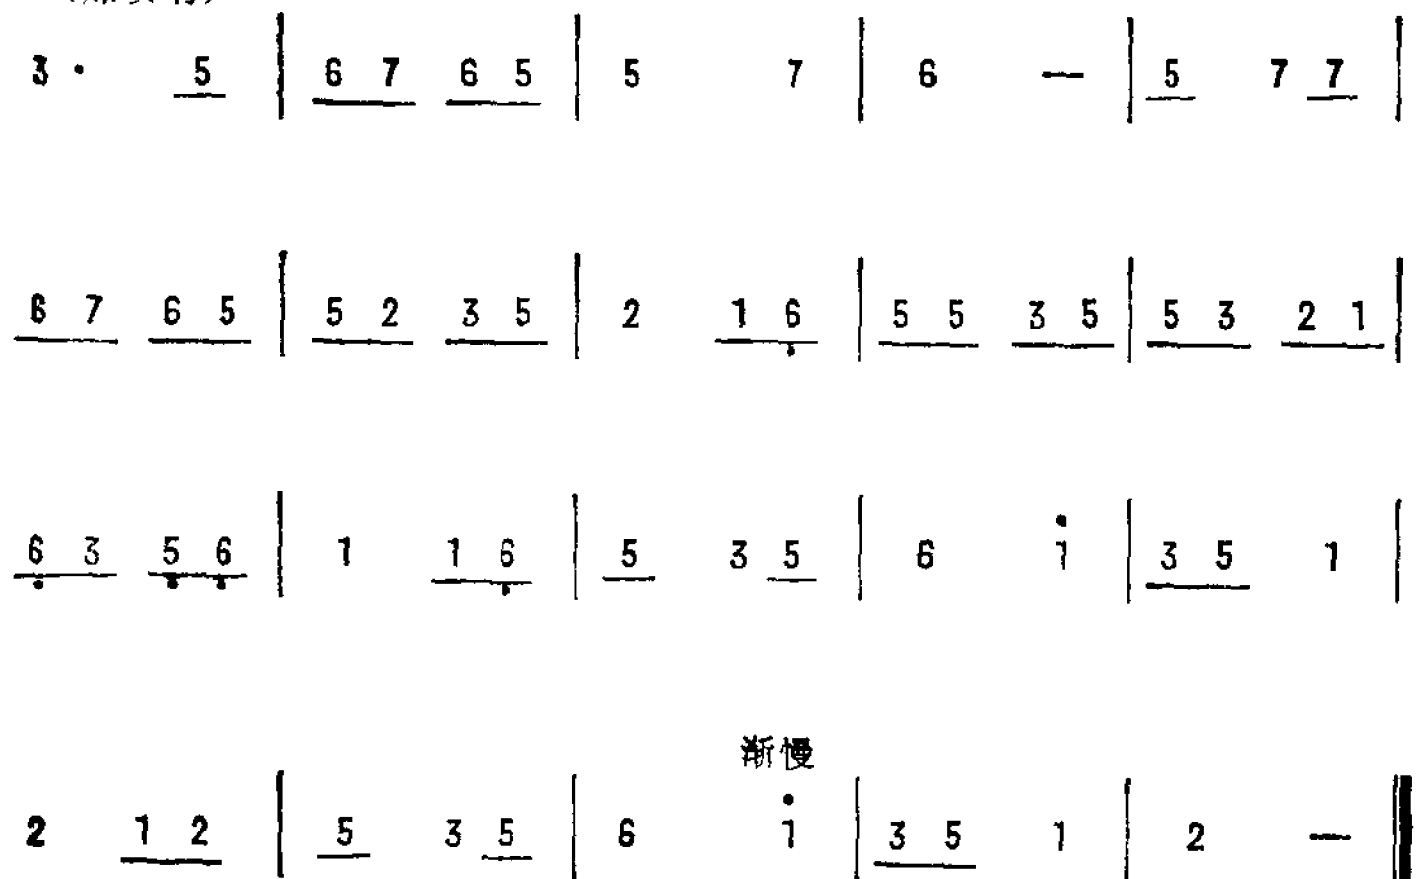 3 · 5 | 6 7 6 5 | 5 7 | 6 — | 5 7 7 |
6 7 6 5 | 5 2 3 5 | 2 1 6̣ | 5 5 3 5 | 5 3 2 1 |
6̣ 3 5̣ 6̣ | 1 1 6̣ | 5 3 5 | 6 1̇ | 3 5 1 |
渐慢
2 1 2 | 5 3 5 | 6 1̇ | 3 5 1 | 2 — ‖